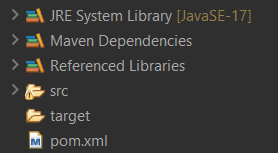 JRE System Library [JavaSE-17]
Maven Dependencies
Referenced Libraries
src
target
pom.xml